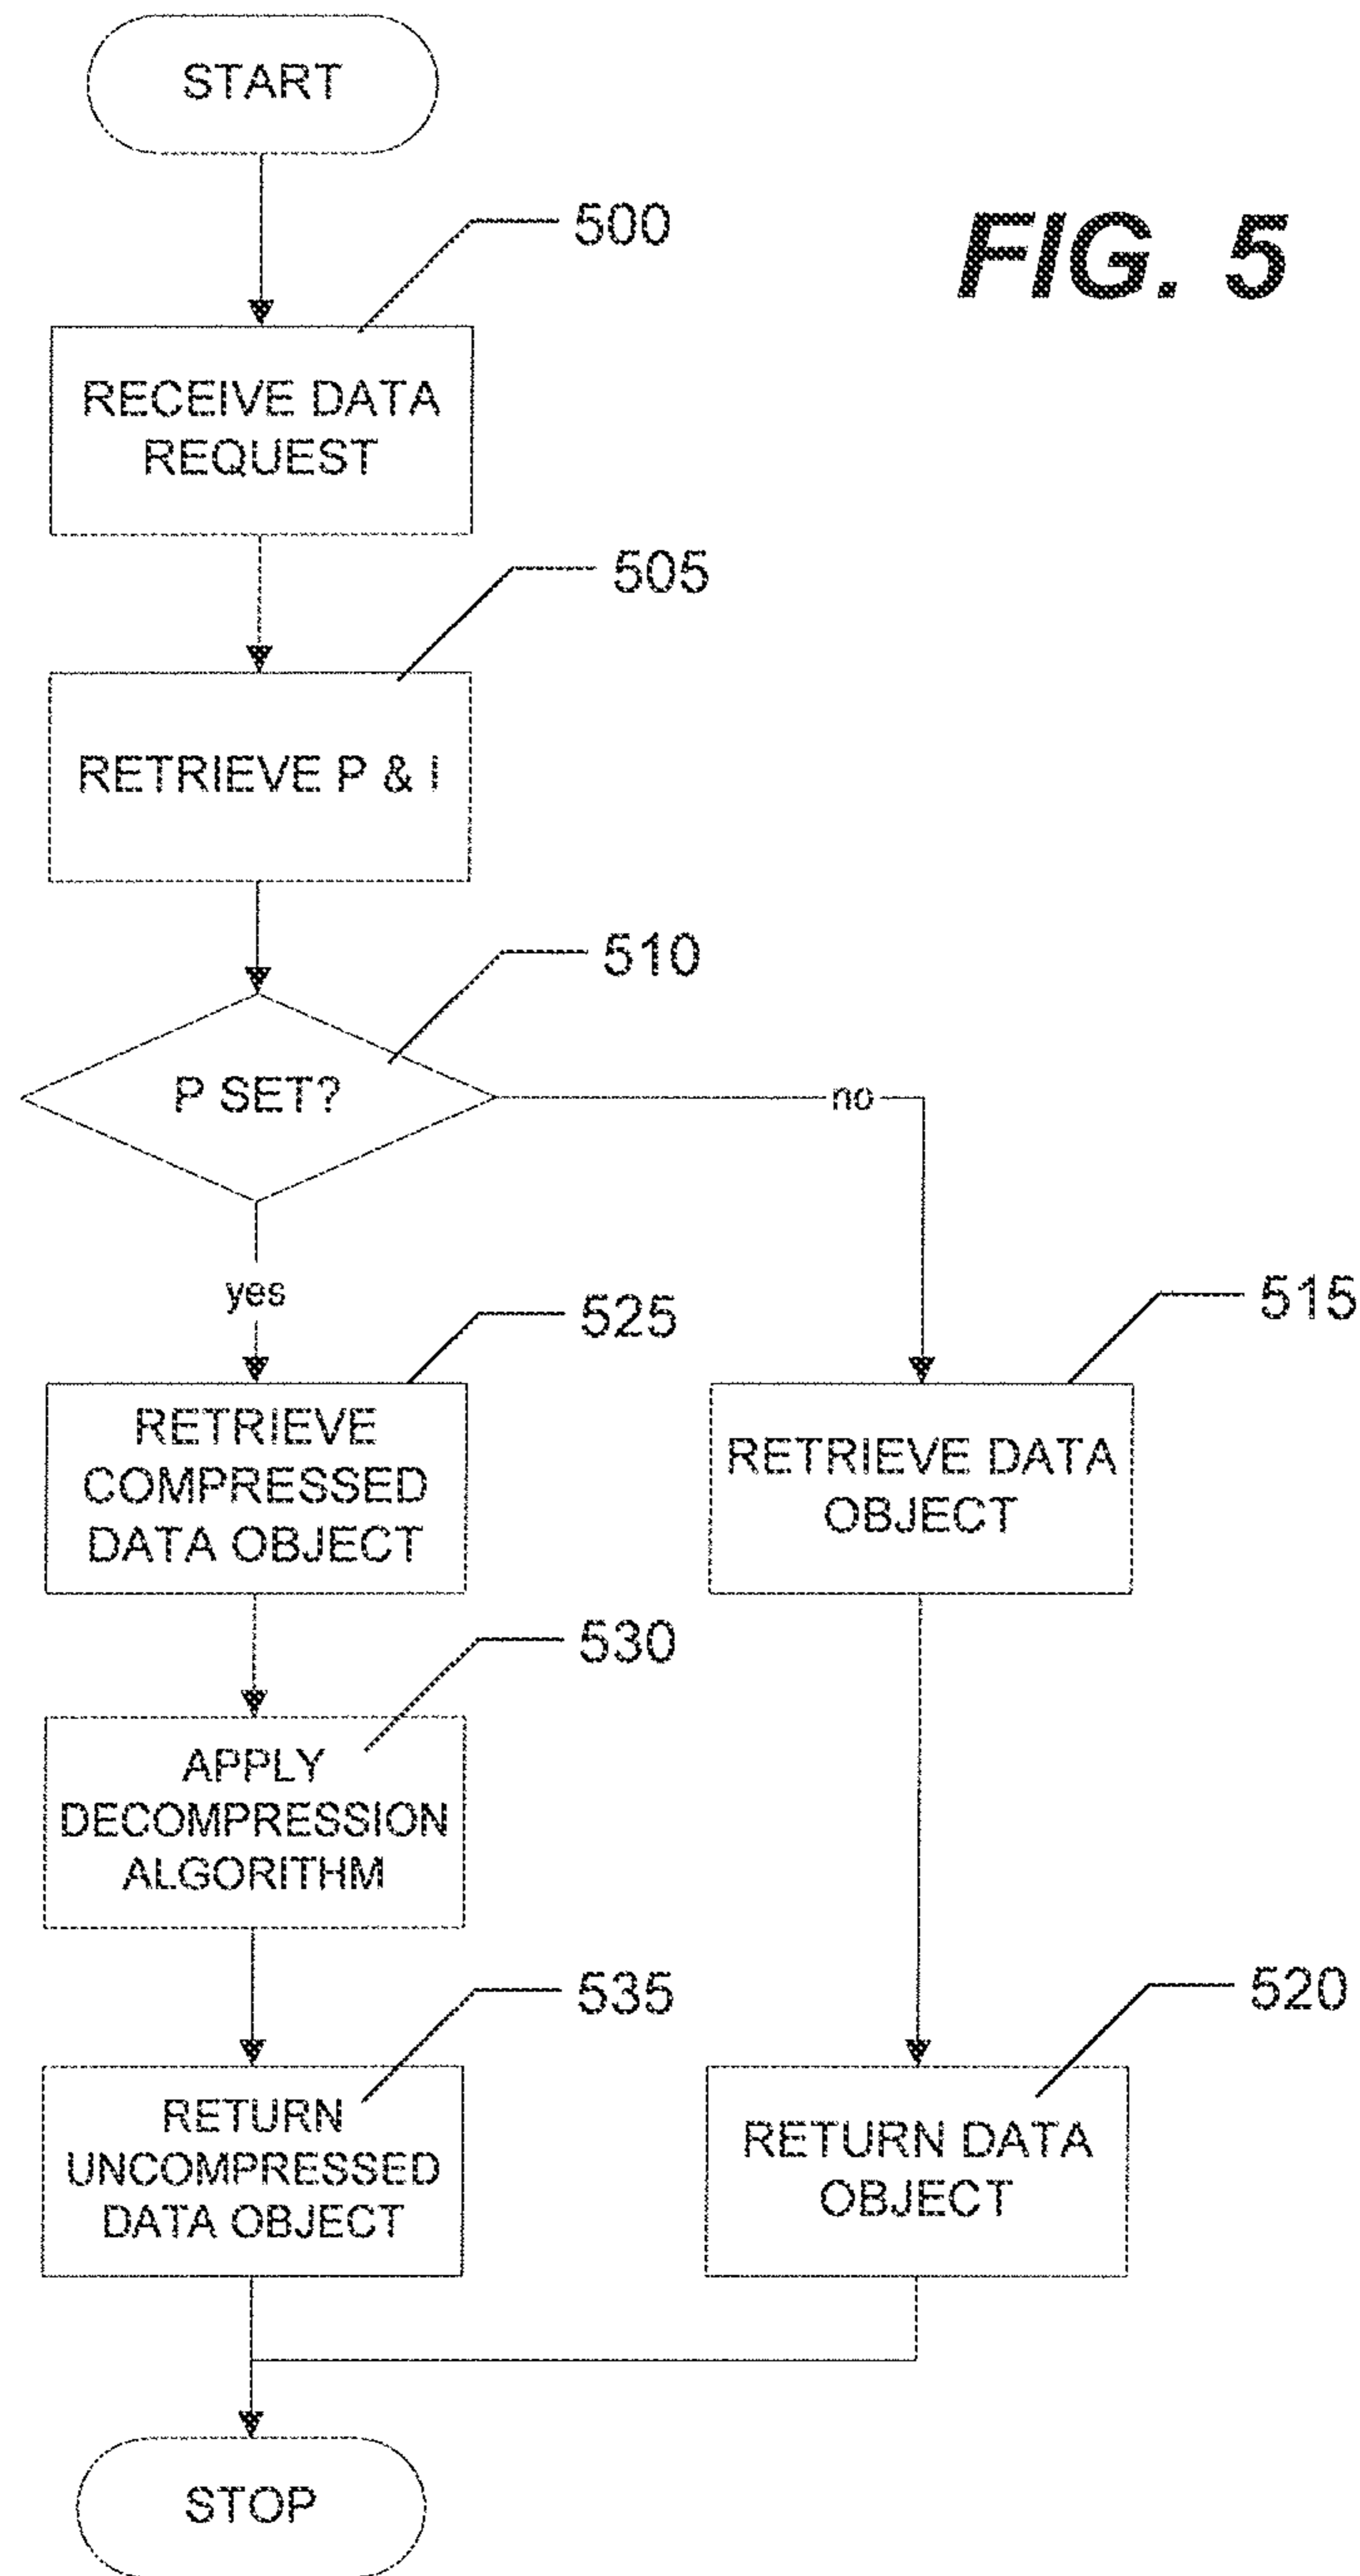 START
500
FIG. 5
RECEIVE DATA
REQUEST
505
RETRIEVE P & I
510
P SET?
no
yes
525
515
RETRIEVE
COMPRESSED
DATA OBJECT
RETRIEVE DATA
OBJECT
530
APPLY
DECOMPRESSION
ALGORITHM
535
520
RETURN
UNCOMPRESSED
DATA OBJECT
RETURN DATA
OBJECT
STOP